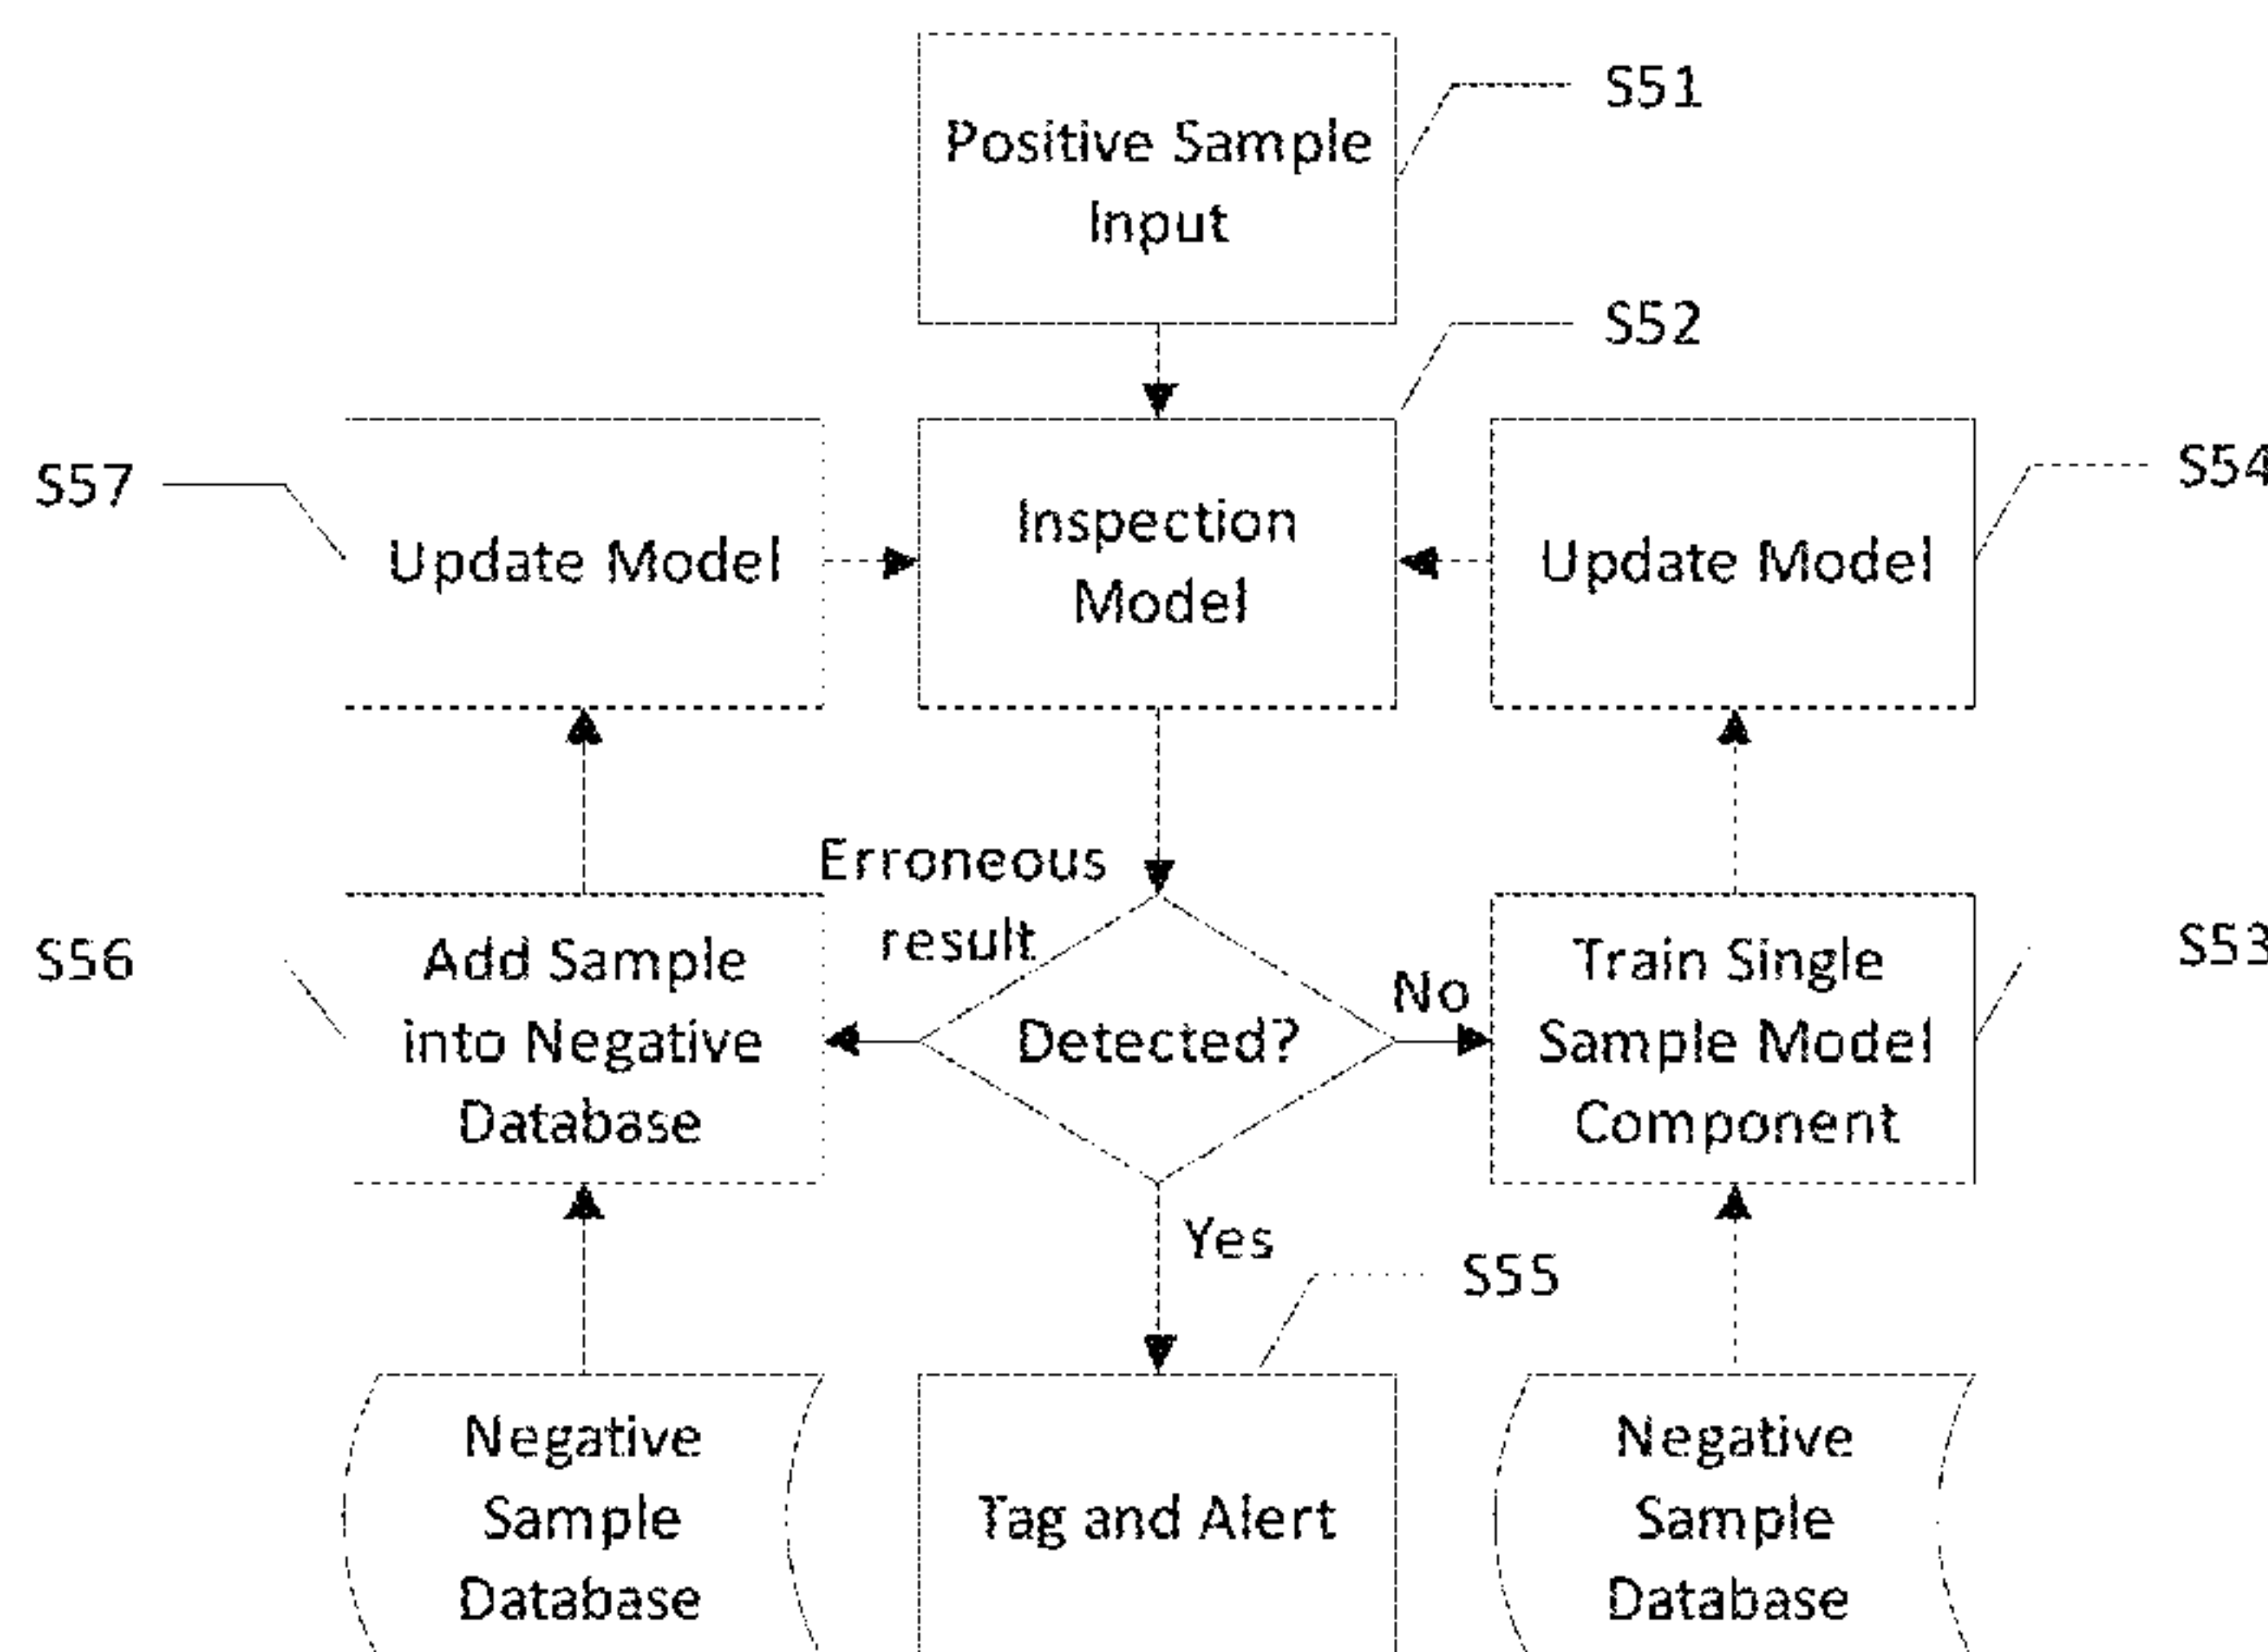 Positive Sample
Input
S51
S52
S57
Update Model
Inspection
Model
Update Model
S54
Erroneous
result
S56
Add Sample
into Negative
Database
Detected?
No
Train Single
Sample Model
Component
S53
Yes
S55
Negative
Sample
Database
Tag and Alert
Negative
Sample
Database